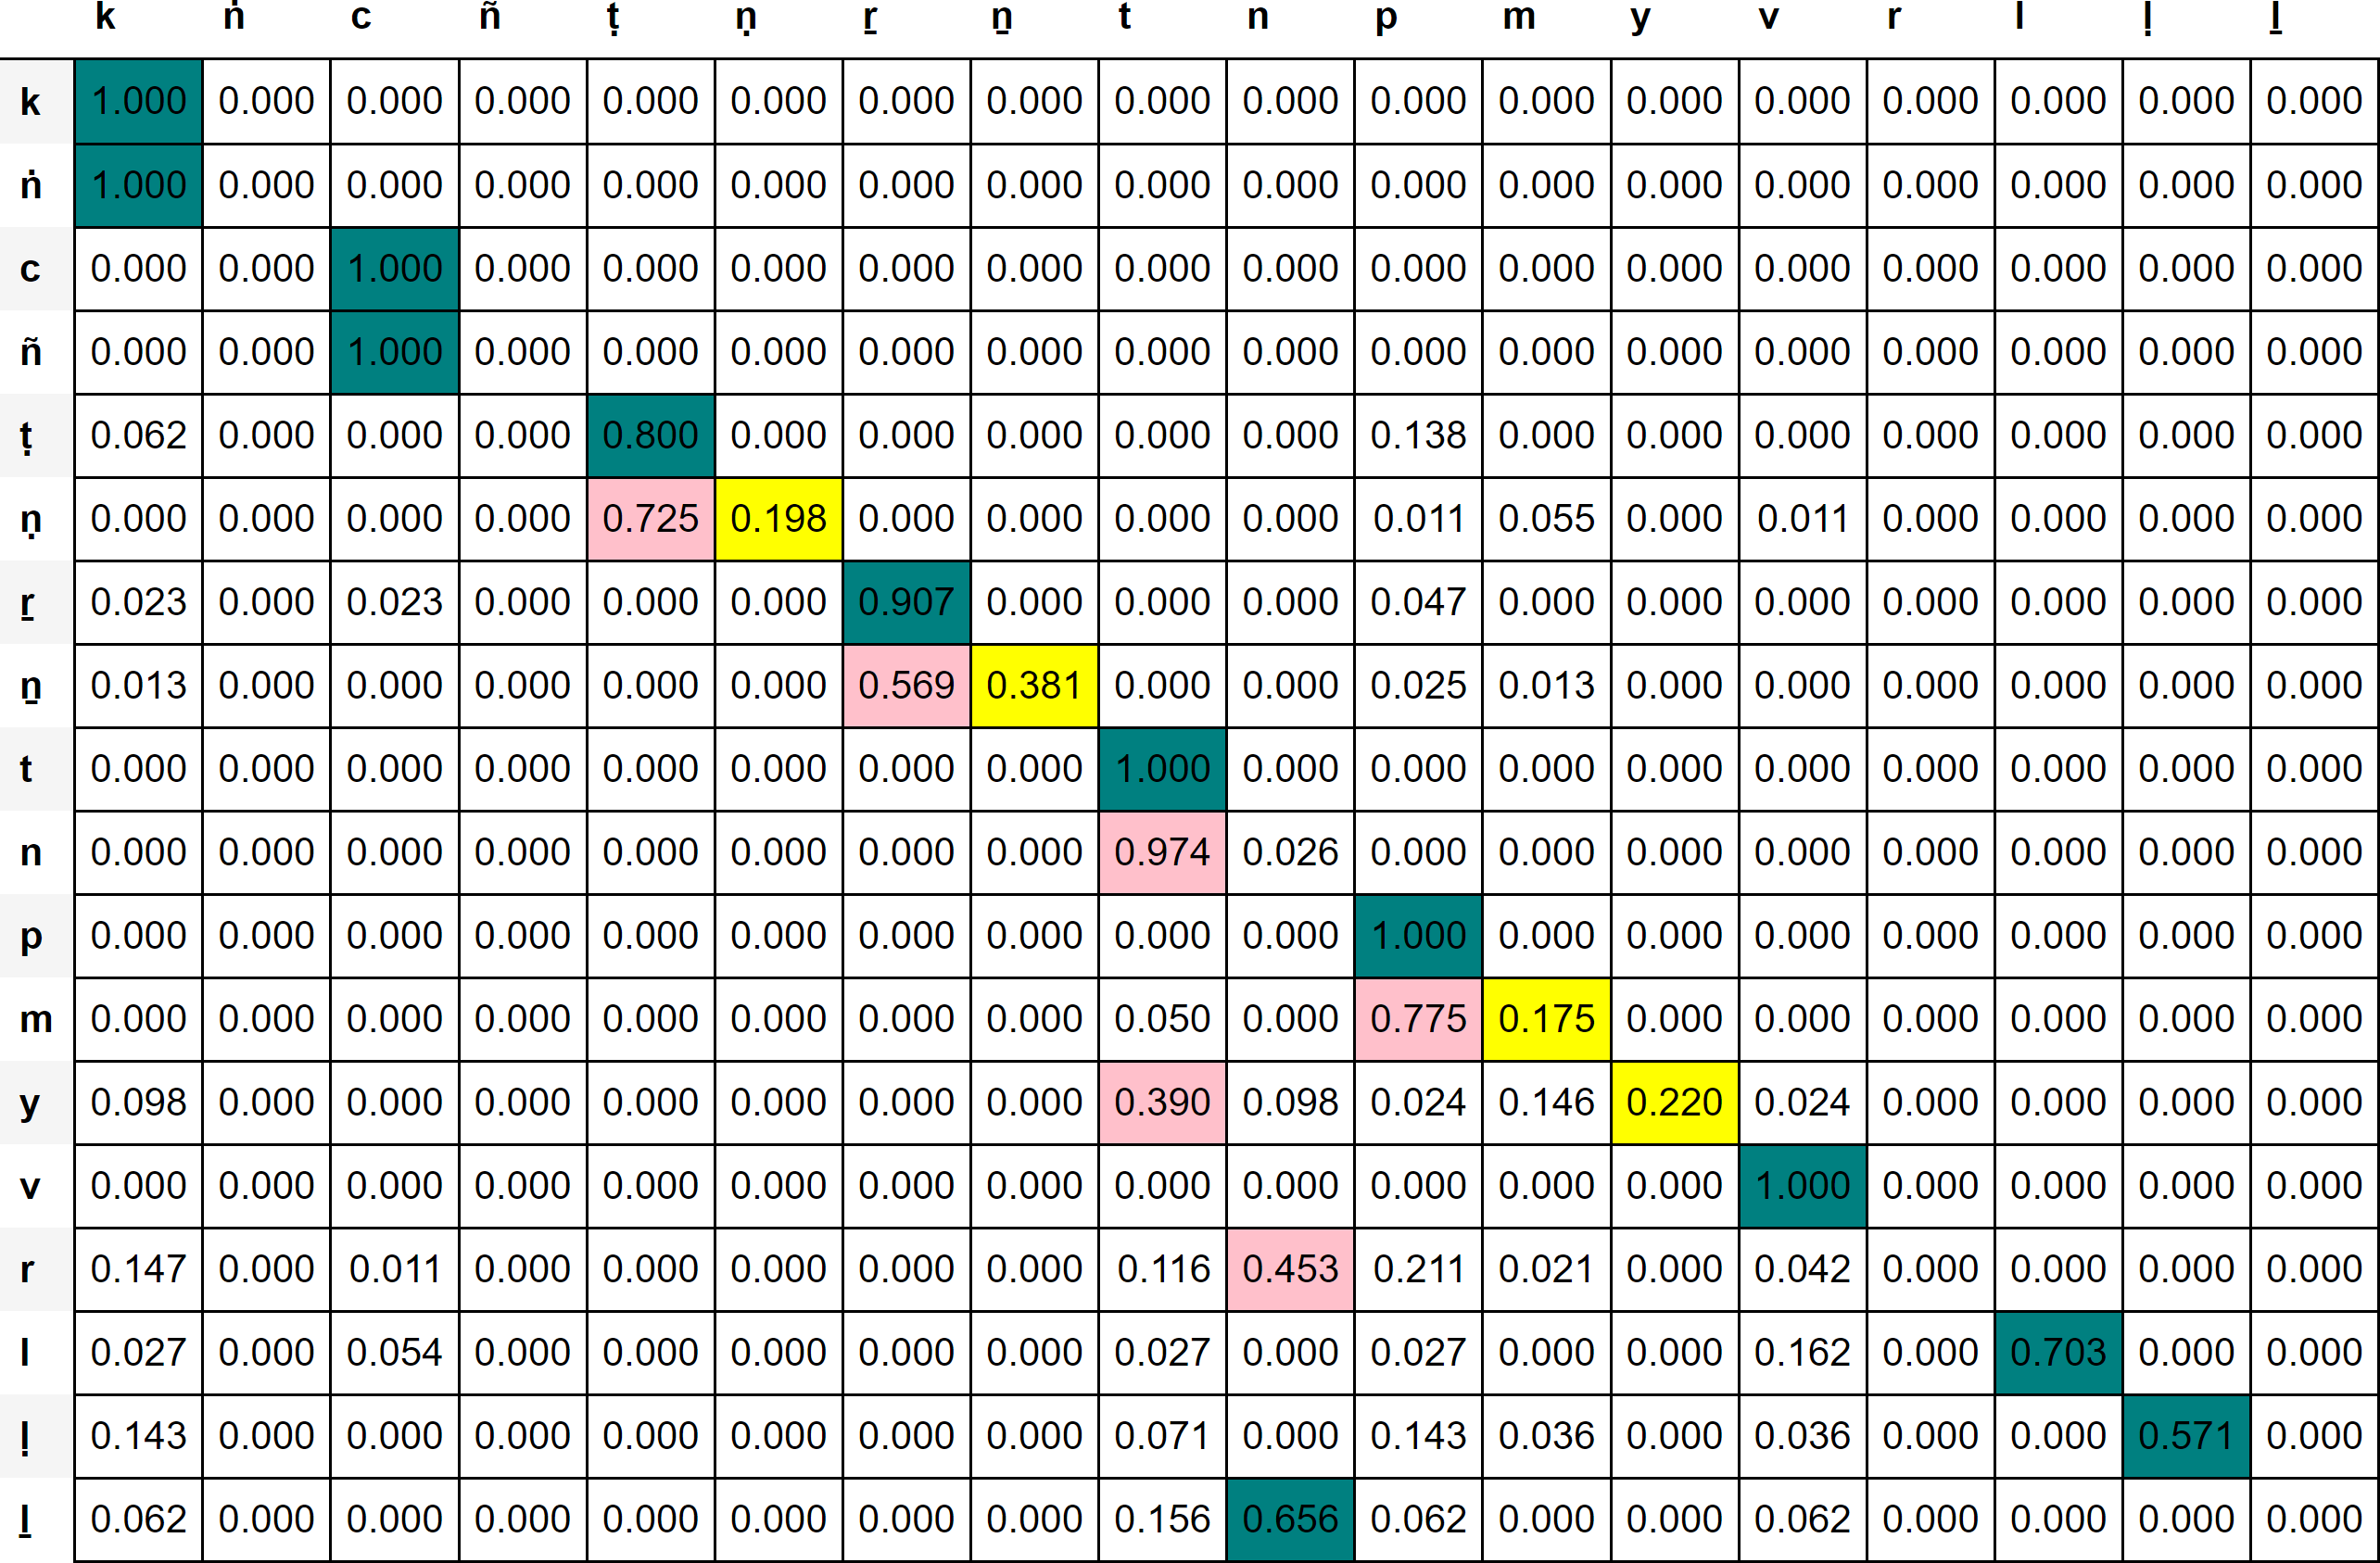 k ṅ c ñ ṭ ṇ ṟ ṉ t n p m y v r l ḷ ḻ
k 1.000 0.000 0.000 0.000 0.000 0.000 0.000 0.000 0.000 0.000 0.000 0.000 0.000 0.000 0.000 0.000 0.000 0.000
ṅ 1.000 0.000 0.000 0.000 0.000 0.000 0.000 0.000 0.000 0.000 0.000 0.000 0.000 0.000 0.000 0.000 0.000 0.000
c 0.000 0.000 1.000 0.000 0.000 0.000 0.000 0.000 0.000 0.000 0.000 0.000 0.000 0.000 0.000 0.000 0.000 0.000
ñ 0.000 0.000 1.000 0.000 0.000 0.000 0.000 0.000 0.000 0.000 0.000 0.000 0.000 0.000 0.000 0.000 0.000 0.000
ṭ 0.062 0.000 0.000 0.000 0.800 0.000 0.000 0.000 0.000 0.000 0.138 0.000 0.000 0.000 0.000 0.000 0.000 0.000
ṇ 0.000 0.000 0.000 0.000 0.725 0.198 0.000 0.000 0.000 0.000 0.011 0.055 0.000 0.011 0.000 0.000 0.000 0.000
ṟ 0.023 0.000 0.023 0.000 0.000 0.000 0.907 0.000 0.000 0.000 0.047 0.000 0.000 0.000 0.000 0.000 0.000 0.000
ṉ 0.013 0.000 0.000 0.000 0.000 0.000 0.569 0.381 0.000 0.000 0.025 0.013 0.000 0.000 0.000 0.000 0.000 0.000
t 0.000 0.000 0.000 0.000 0.000 0.000 0.000 0.000 1.000 0.000 0.000 0.000 0.000 0.000 0.000 0.000 0.000 0.000
n 0.000 0.000 0.000 0.000 0.000 0.000 0.000 0.000 0.974 0.026 0.000 0.000 0.000 0.000 0.000 0.000 0.000 0.000
p 0.000 0.000 0.000 0.000 0.000 0.000 0.000 0.000 0.000 0.000 1.000 0.000 0.000 0.000 0.000 0.000 0.000 0.000
m 0.000 0.000 0.000 0.000 0.000 0.000 0.000 0.000 0.050 0.000 0.775 0.175 0.000 0.000 0.000 0.000 0.000 0.000
y 0.098 0.000 0.000 0.000 0.000 0.000 0.000 0.000 0.390 0.098 0.024 0.146 0.220 0.024 0.000 0.000 0.000 0.000
v 0.000 0.000 0.000 0.000 0.000 0.000 0.000 0.000 0.000 0.000 0.000 0.000 0.000 1.000 0.000 0.000 0.000 0.000
r 0.147 0.000 0.011 0.000 0.000 0.000 0.000 0.000 0.116 0.453 0.211 0.021 0.000 0.042 0.000 0.000 0.000 0.000
l 0.027 0.000 0.054 0.000 0.000 0.000 0.000 0.000 0.027 0.000 0.027 0.000 0.000 0.162 0.000 0.703 0.000 0.000
ḷ 0.143 0.000 0.000 0.000 0.000 0.000 0.000 0.000 0.071 0.000 0.143 0.036 0.000 0.036 0.000 0.000 0.571 0.000
ḻ 0.062 0.000 0.000 0.000 0.000 0.000 0.000 0.000 0.156 0.656 0.062 0.000 0.000 0.062 0.000 0.000 0.000 0.000